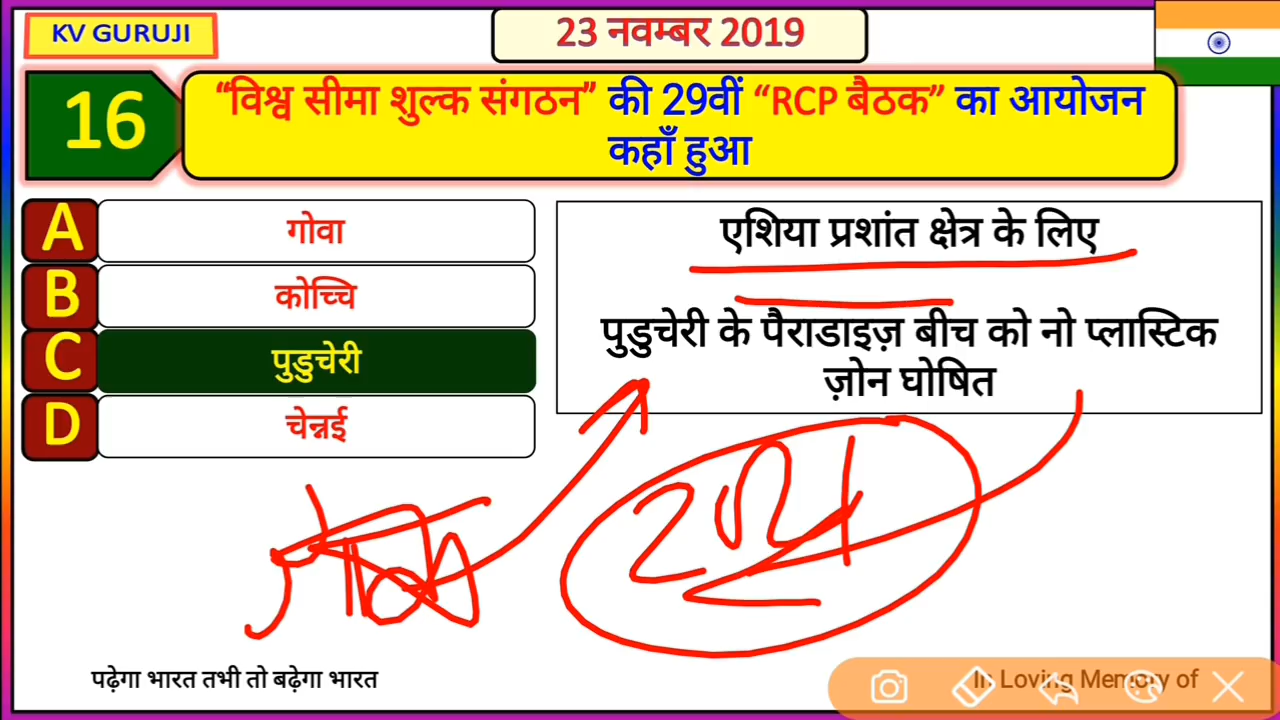 KV GURUJI
23 नवम्बर 2019
16
“विश्व सीमा शुल्क संगठन” की 29वीं “RCP बैठक” का आयोजन
कहाँ हुआ
A गोवा
B कोच्चि
C पुडुचेरी
D चेन्नई
एशिया प्रशांत क्षेत्र के लिए
पुडुचेरी के पैराडाइज़ बीच को नो प्लास्टिक
ज़ोन घोषित
पढ़ेगा भारत तभी तो बढ़ेगा भारत
In Loving Memory of